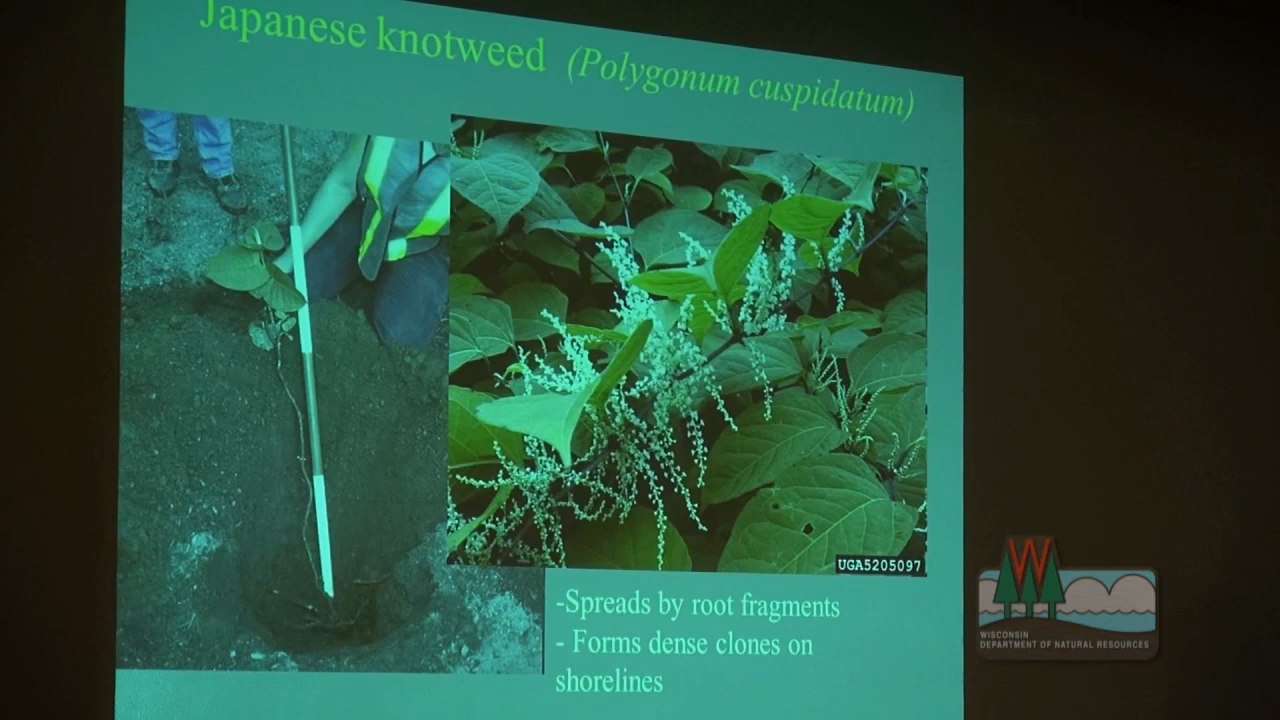 Japanese knotweed (Polygonum cuspidatum)
UGA5205097
-Spreads by root fragments
- Forms dense clones on
shorelines
WISCONSIN
DEPARTMENT OF NATURAL RESOURCES